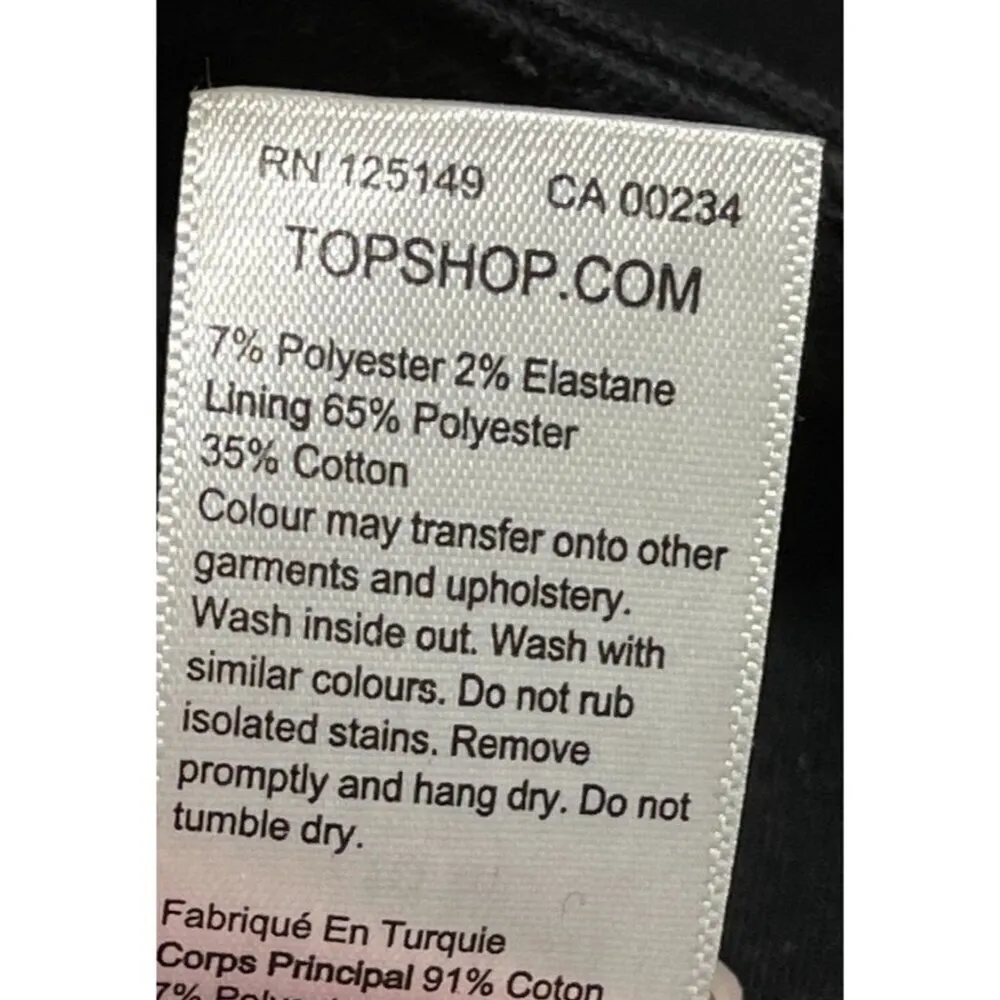 RN 125149 CA 00234
TOPSHOP.COM
7% Polyester 2% Elastane
Lining 65% Polyester
35% Cotton
Colour may transfer onto other
garments and upholstery.
Wash inside out. Wash with
similar colours. Do not rub
isolated stains. Remove
promptly and hang dry. Do not
tumble dry.
Fabriqué En Turquie
Corps Principal 91% Coton
7%